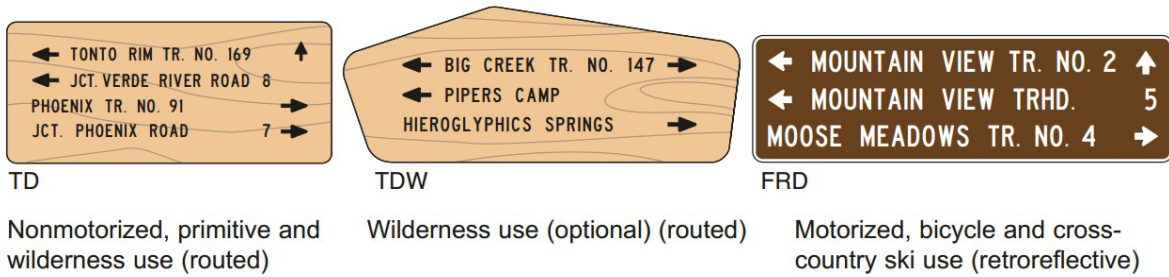 ← TONTO RIM TR. NO. 169 ↑
← JCT. VERDE RIVER ROAD 8
PHOENIX TR. NO. 91 →
JCT. PHOENIX ROAD 7 →
TD
Nonmotorized, primitive and
wilderness use (routed)
← BIG CREEK TR. NO. 147 →
← PIPERS CAMP
HIEROGLYPHICS SPRINGS →
TDW
Wilderness use (optional) (routed)
← MOUNTAIN VIEW TR. NO. 2 ↑
← MOUNTAIN VIEW TRHD. 5
MOOSE MEADOWS TR. NO. 4 →
FRD
Motorized, bicycle and cross-
country ski use (retroreflective)